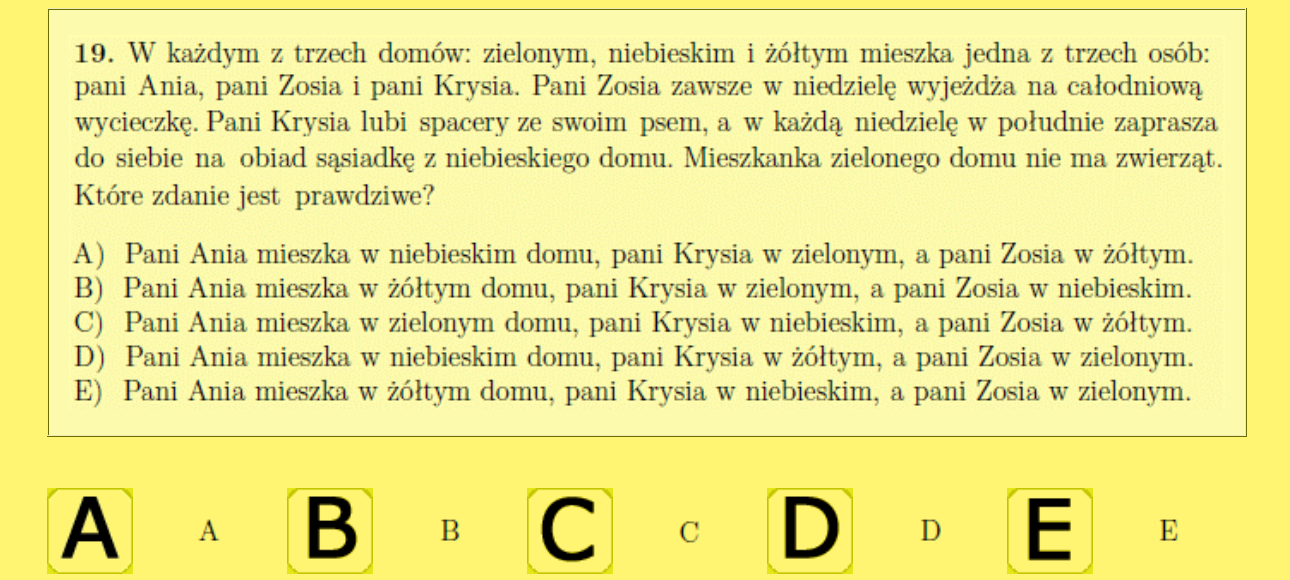 19. W każdym z trzech domów: zielonym, niebieskim i żółtym mieszka jedna z trzech osób:
pani Ania, pani Zosia i pani Krysia. Pani Zosia zawsze w niedzielę wyjeżdża na całodniową
wycieczkę. Pani Krysia lubi spacery ze swoim psem, a w każdą niedzielę w południe zaprasza
do siebie na obiad sąsiadkę z niebieskiego domu. Mieszkanka zielonego domu nie ma zwierząt.
Które zdanie jest prawdziwe?
A) Pani Ania mieszka w niebieskim domu, pani Krysia w zielonym, a pani Zosia w żółtym.
B) Pani Ania mieszka w żółtym domu, pani Krysia w zielonym, a pani Zosia w niebieskim.
C) Pani Ania mieszka w zielonym domu, pani Krysia w niebieskim, a pani Zosia w żółtym.
D) Pani Ania mieszka w niebieskim domu, pani Krysia w żółtym, a pani Zosia w zielonym.
E) Pani Ania mieszka w żółtym domu, pani Krysia w niebieskim, a pani Zosia w zielonym.
A A B B C C D D E E